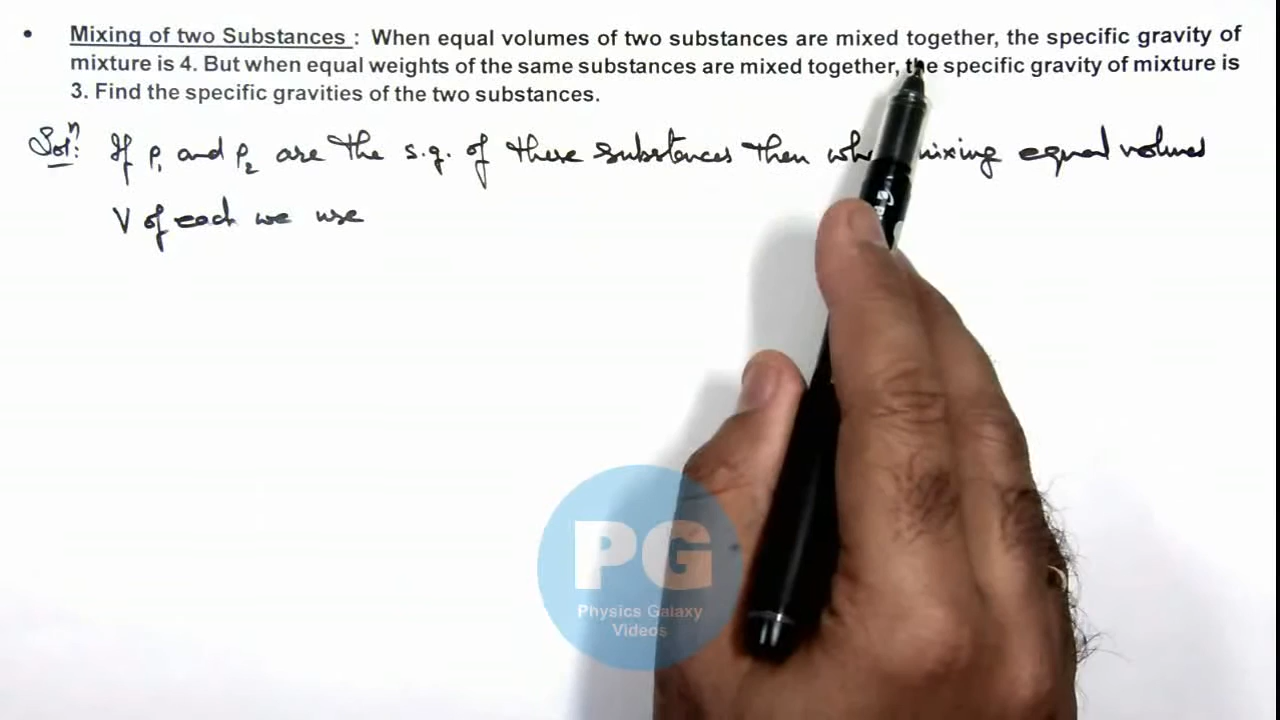 • Mixing of two Substances : When equal volumes of two substances are mixed together, the specific gravity of
mixture is 4. But when equal weights of the same substances are mixed together, the specific gravity of mixture is
3. Find the specific gravities of the two substances.
Solⁿ: If ρ₁ and ρ₂ are the s.g. of these substances then mixing equal volumes
V of each we use
PG
Physics Galaxy
Videos